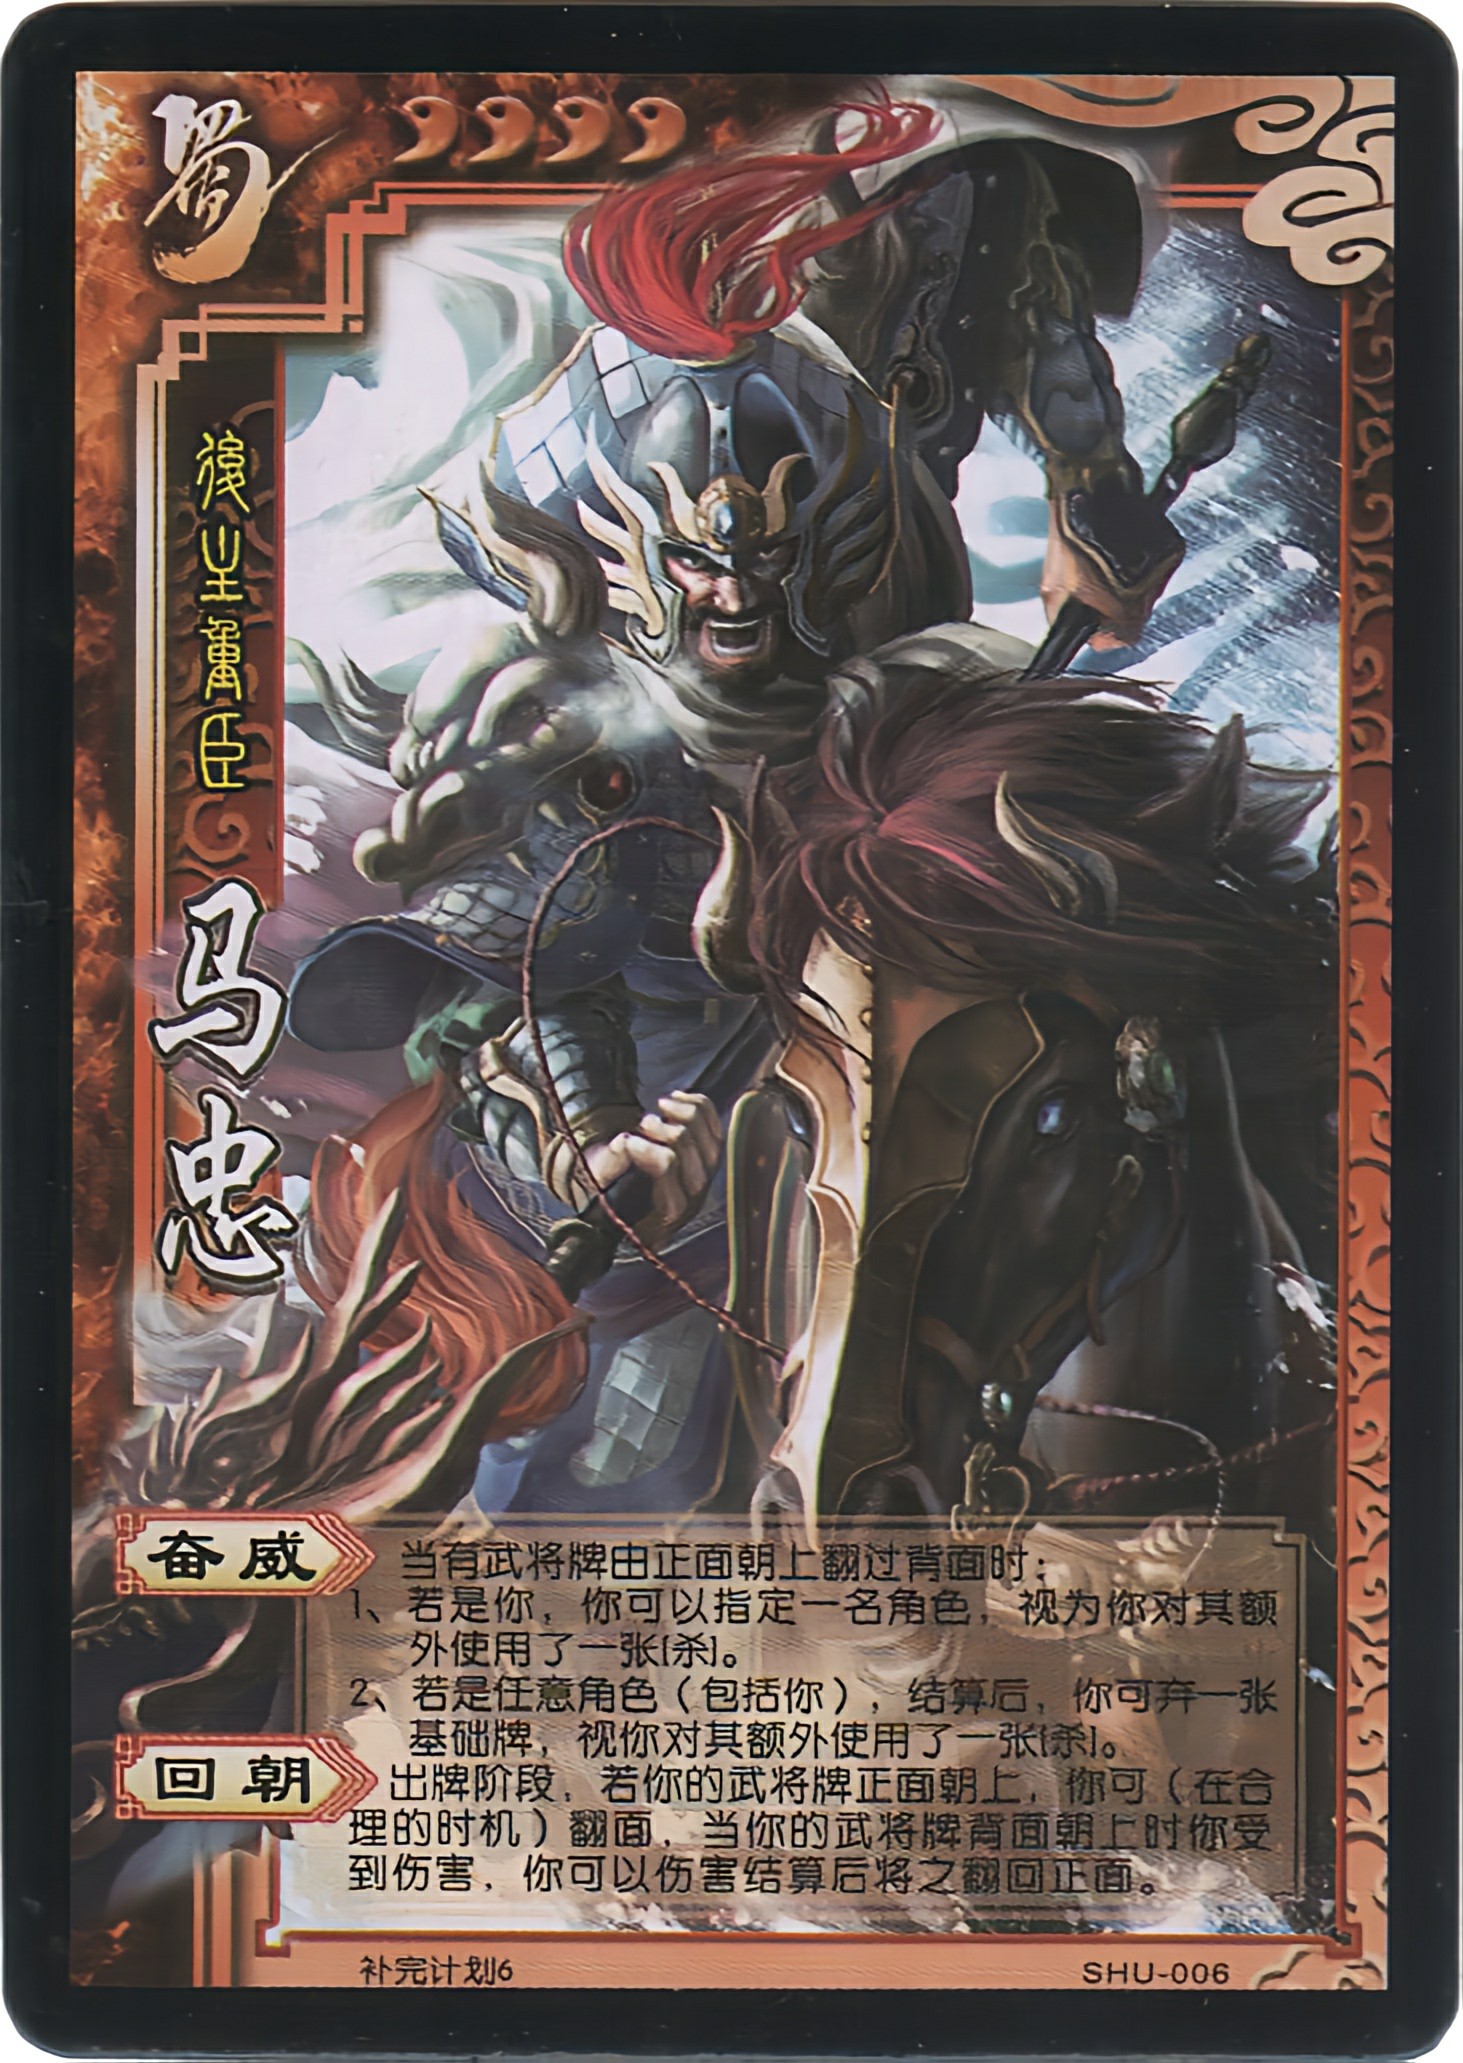 蜀
後主重臣
马忠
奋威
当有武将牌由正面朝上翻过背面时：
1、若是你，你可以指定一名角色，视为你对其额
外使用了一张[杀]。
2、若是任意角色（包括你），结算后，你可弃一张
基础牌，视你对其额外使用了一张[杀]。
回朝
出牌阶段，若你的武将牌正面朝上，你可（在合
理的时机）翻面，当你的武将牌背面朝上时你受
到伤害，你可以伤害结算后将之翻回正面。
补完计划6
SHU-006